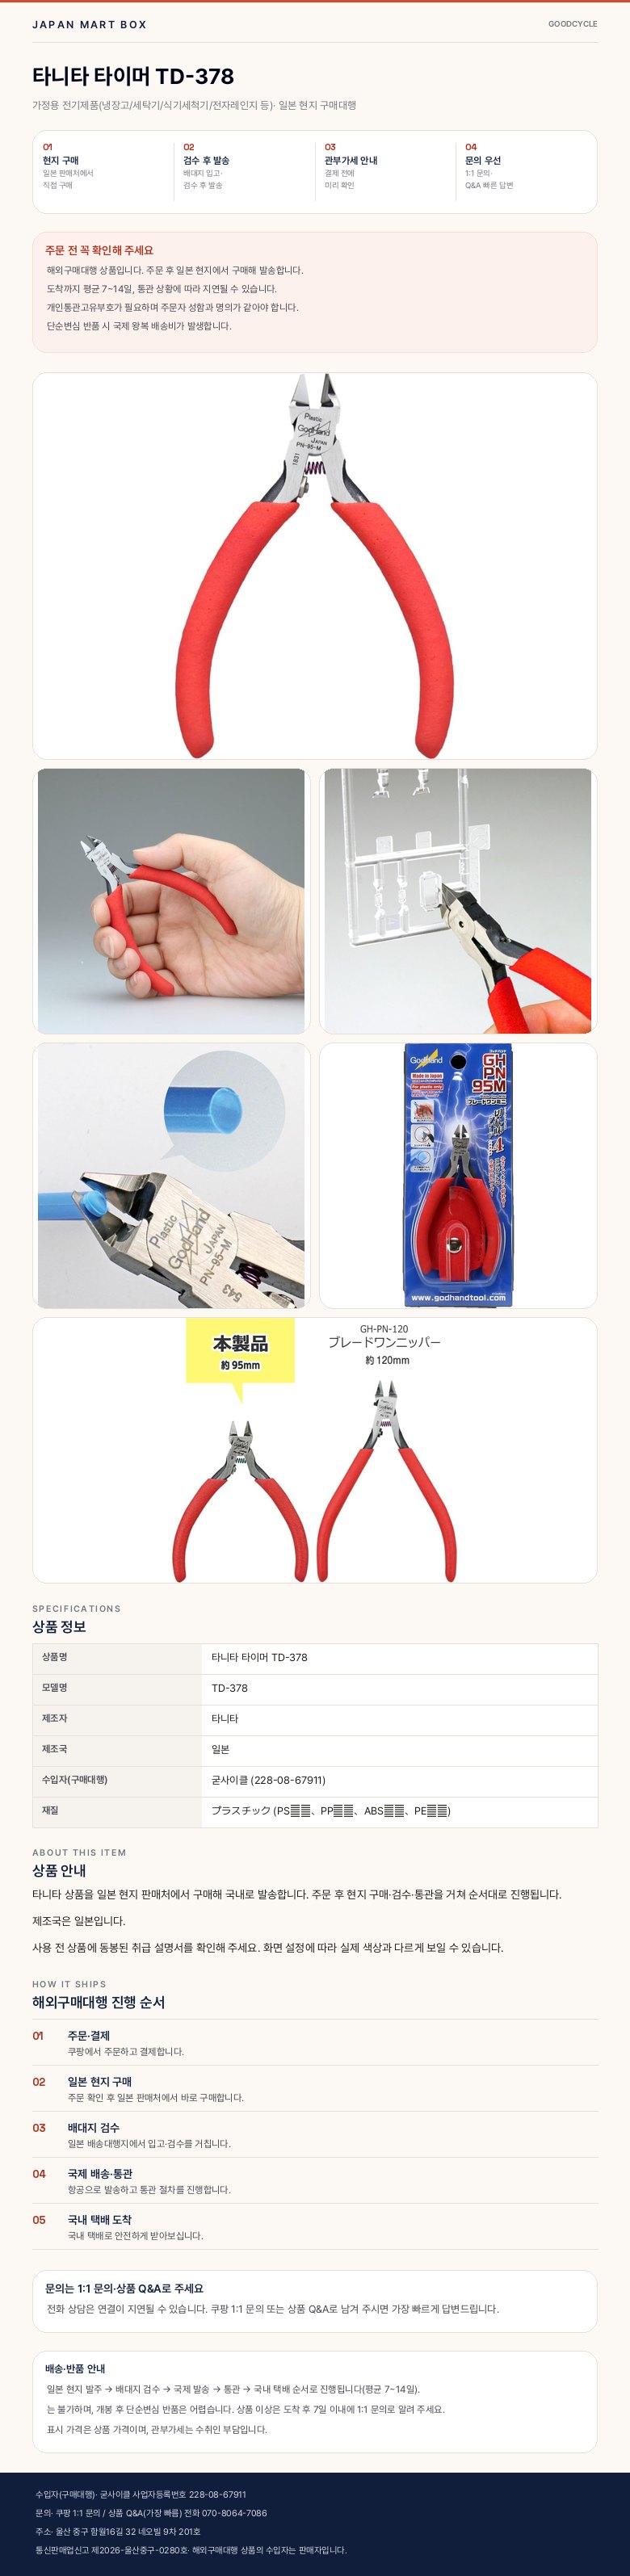 JAPAN MART BOX
GOODCYCLE
타니타 타이머 TD-378
가정용 전기제품(냉장고/세탁기/식기세척기/전자레인지 등)· 일본 현지 구매대행
01
현지 구매
일본 판매처에서
직접 구매
02
검수 후 발송
배대지 입고·
검수 후 발송
03
관부가세 안내
결제 전에
미리 확인
04
문의 우선
1:1 문의·
Q&A 빠른 답변
주문 전 꼭 확인해 주세요
해외구매대행 상품입니다. 주문 후 일본 현지에서 구매해 발송합니다.
도착까지 평균 7~14일, 통관 상황에 따라 지연될 수 있습니다.
개인통관고유부호가 필요하며 주문자 성함과 명의가 같아야 합니다.
단순변심 반품 시 국제 왕복 배송비가 발생합니다.
Plastic
GodHand
JAPAN
PN-95-M
1831
Plastic
GodHand
JAPAN
PN-95-M
543
GodHand
GH
PN
95M
Made in Japan
For plastic only
ブレードワンミニ
www.godhandtool.com
本製品
約 95mm
GH-PN-120
ブレードワンニッパー
約 120mm
SPECIFICATIONS
상품 정보
상품명 타니타 타이머 TD-378
모델명 TD-378
제조자 타니타
제조국 일본
수입자(구매대행) 굳사이클 (228-08-67911)
재질 プラスチック (PS、PP、ABS、PE)
ABOUT THIS ITEM
상품 안내
타니타 상품을 일본 현지 판매처에서 구매해 국내로 발송합니다. 주문 후 현지 구매·검수·통관을 거쳐 순서대로 진행됩니다.
제조국은 일본입니다.
사용 전 상품에 동봉된 취급 설명서를 확인해 주세요. 화면 설정에 따라 실제 색상과 다르게 보일 수 있습니다.
HOW IT SHIPS
해외구매대행 진행 순서
01 주문·결제
쿠팡에서 주문하고 결제합니다.
02 일본 현지 구매
주문 확인 후 일본 판매처에서 바로 구매합니다.
03 배대지 검수
일본 배송대행지에서 입고·검수를 거칩니다.
04 국제 배송·통관
항공으로 발송하고 통관 절차를 진행합니다.
05 국내 택배 도착
국내 택배로 안전하게 받아보십니다.
문의는 1:1 문의·상품 Q&A로 주세요
전화 상담은 연결이 지연될 수 있습니다. 쿠팡 1:1 문의 또는 상품 Q&A로 남겨 주시면 가장 빠르게 답변드립니다.
배송·반품 안내
일본 현지 발주 → 배대지 검수 → 국제 발송 → 통관 → 국내 택배 순서로 진행됩니다(평균 7~14일).
는 불가하며, 개봉 후 단순변심 반품은 어렵습니다. 상품 이상은 도착 후 7일 이내에 1:1 문의로 알려 주세요.
표시 가격은 상품 가격이며, 관부가세는 수취인 부담입니다.
수입자(구매대행)· 굳사이클 사업자등록번호 228-08-67911
문의· 쿠팡 1:1 문의 / 상품 Q&A(가장 빠름) 전화 070-8064-7086
주소· 울산 중구 함월16길 32 네오빌 9차 201호
통신판매업신고 제2026-울산중구-0280호· 해외구매대행 상품의 수입자는 판매자입니다.